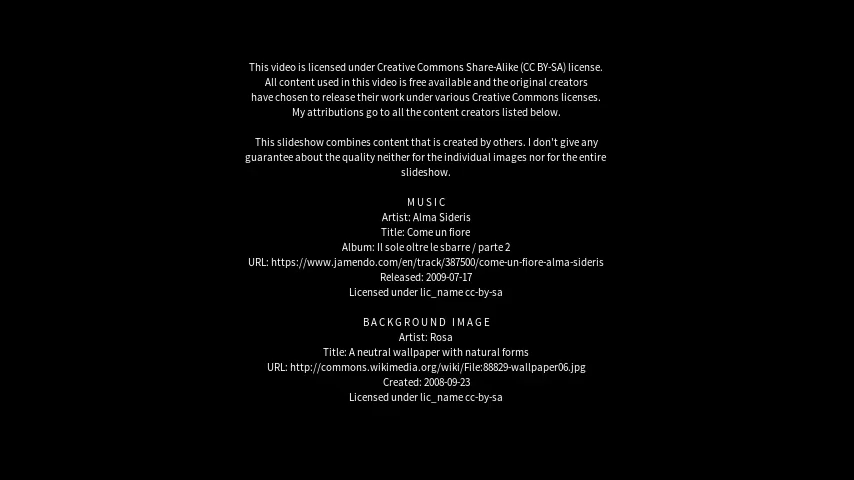 This video is licensed under Creative Commons Share-Alike (CC BY-SA) license.
All content used in this video is free available and the original creators
have chosen to release their work under various Creative Commons licenses.
My attributions go to all the content creators listed below.
This slideshow combines content that is created by others. I don't give any
guarantee about the quality neither for the individual images nor for the entire
slideshow.
MUSIC
Artist: Alma Sideris
Title: Come un fiore
Album: Il sole oltre le sbarre / parte 2
URL: https://www.jamendo.com/en/track/387500/come-un-fiore-alma-sideris
Released: 2009-07-17
Licensed under lic_name cc-by-sa
BACKGROUND IMAGE
Artist: Rosa
Title: A neutral wallpaper with natural forms
URL: http://commons.wikimedia.org/wiki/File:88829-wallpaper06.jpg
Created: 2008-09-23
Licensed under lic_name cc-by-sa